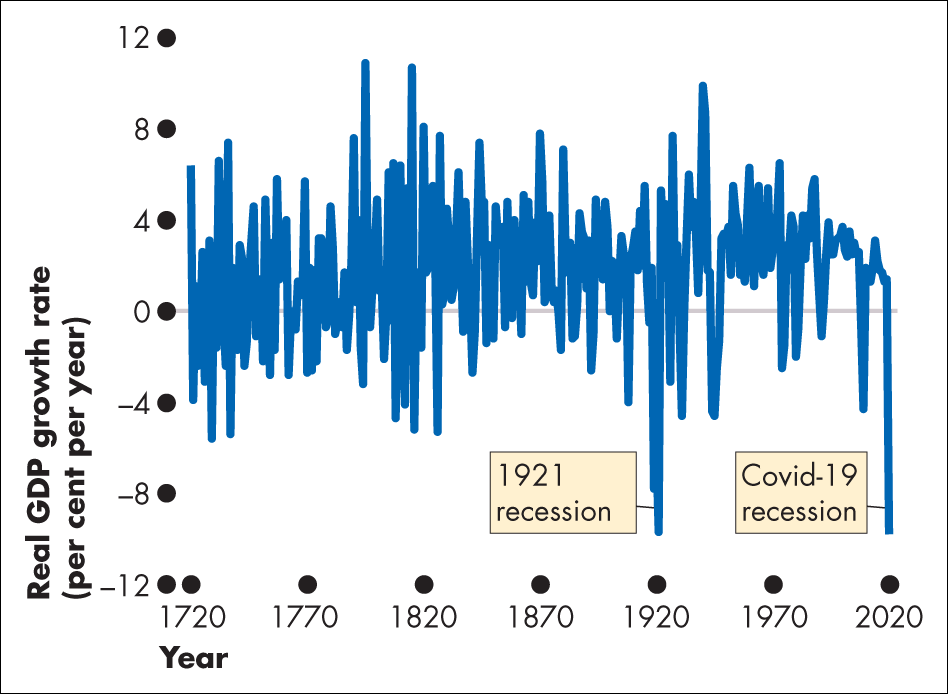 12
8
4
0
–4
–8
–12
Real GDP growth rate
(per cent per year)
1921
recession
Covid-19
recession
1720
1770
1820
1870
1920
1970
2020
Year